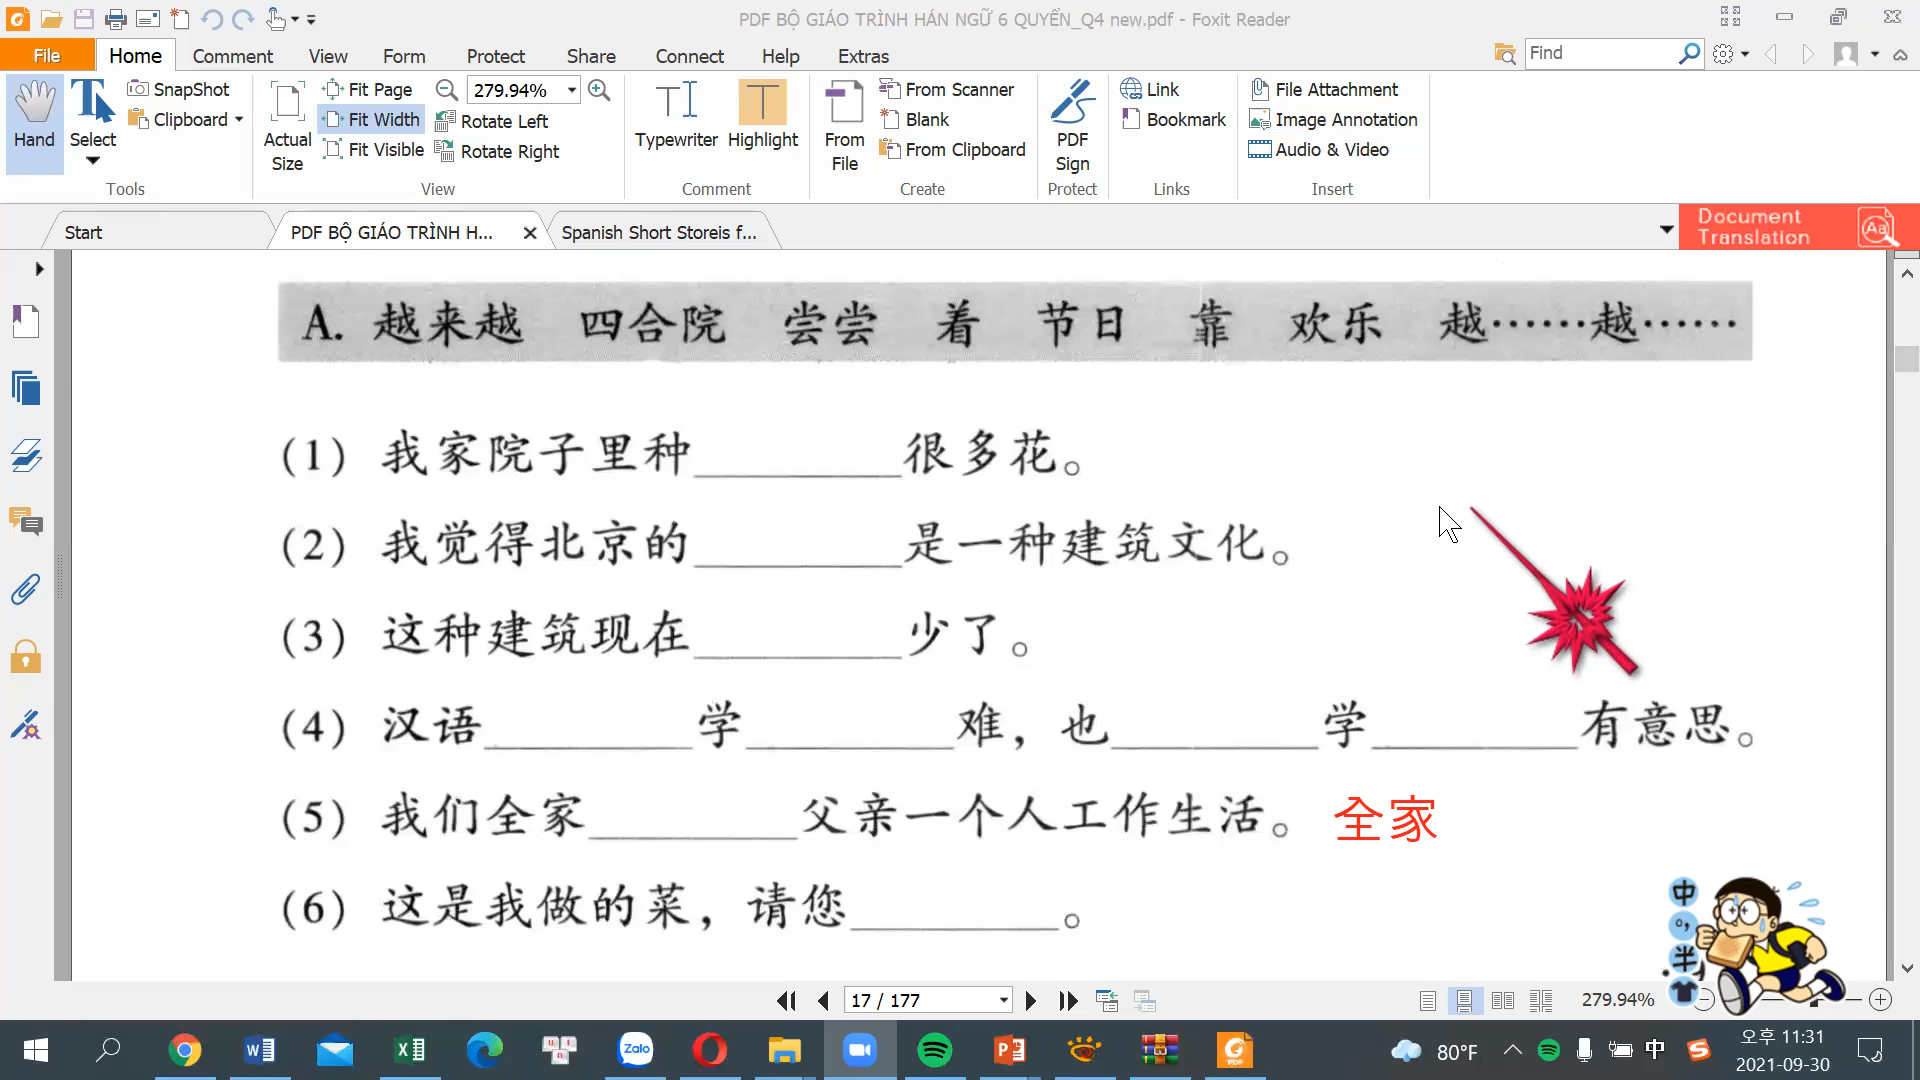 PDF BỘ GIÁO TRÌNH HÁN NGỮ 6 QUYỂN_Q4 new.pdf - Foxit Reader
File Home Comment View Form Protect Share Connect Help Extras Find
Hand
Select
SnapShot
Clipboard
Tools
Actual Size
Fit Page
Fit Width
Fit Visible
279.94%
Rotate Left
Rotate Right
View
Typewriter
Highlight
Comment
From File
From Scanner
Blank
From Clipboard
Create
PDF Sign
Protect
Link
Bookmark
Links
File Attachment
Image Annotation
Audio & Video
Insert
Start PDF BỘ GIÁO TRÌNH H... Spanish Short Storeis f...
Document Translation
A. 越来越 四合院 尝尝 着 节日 靠 欢乐 越……越……
(1) 我家院子里种________很多花。
(2) 我觉得北京的________是一种建筑文化。
(3) 这种建筑现在________少了。
(4) 汉语________学________难，也________学________有意思。
(5) 我们全家________父亲一个人工作生活。 全家
(6) 这是我做的菜，请您________。
中
半
17 / 177
279.94%
Zalo
80°F
中
오후 11:31
2021-09-30